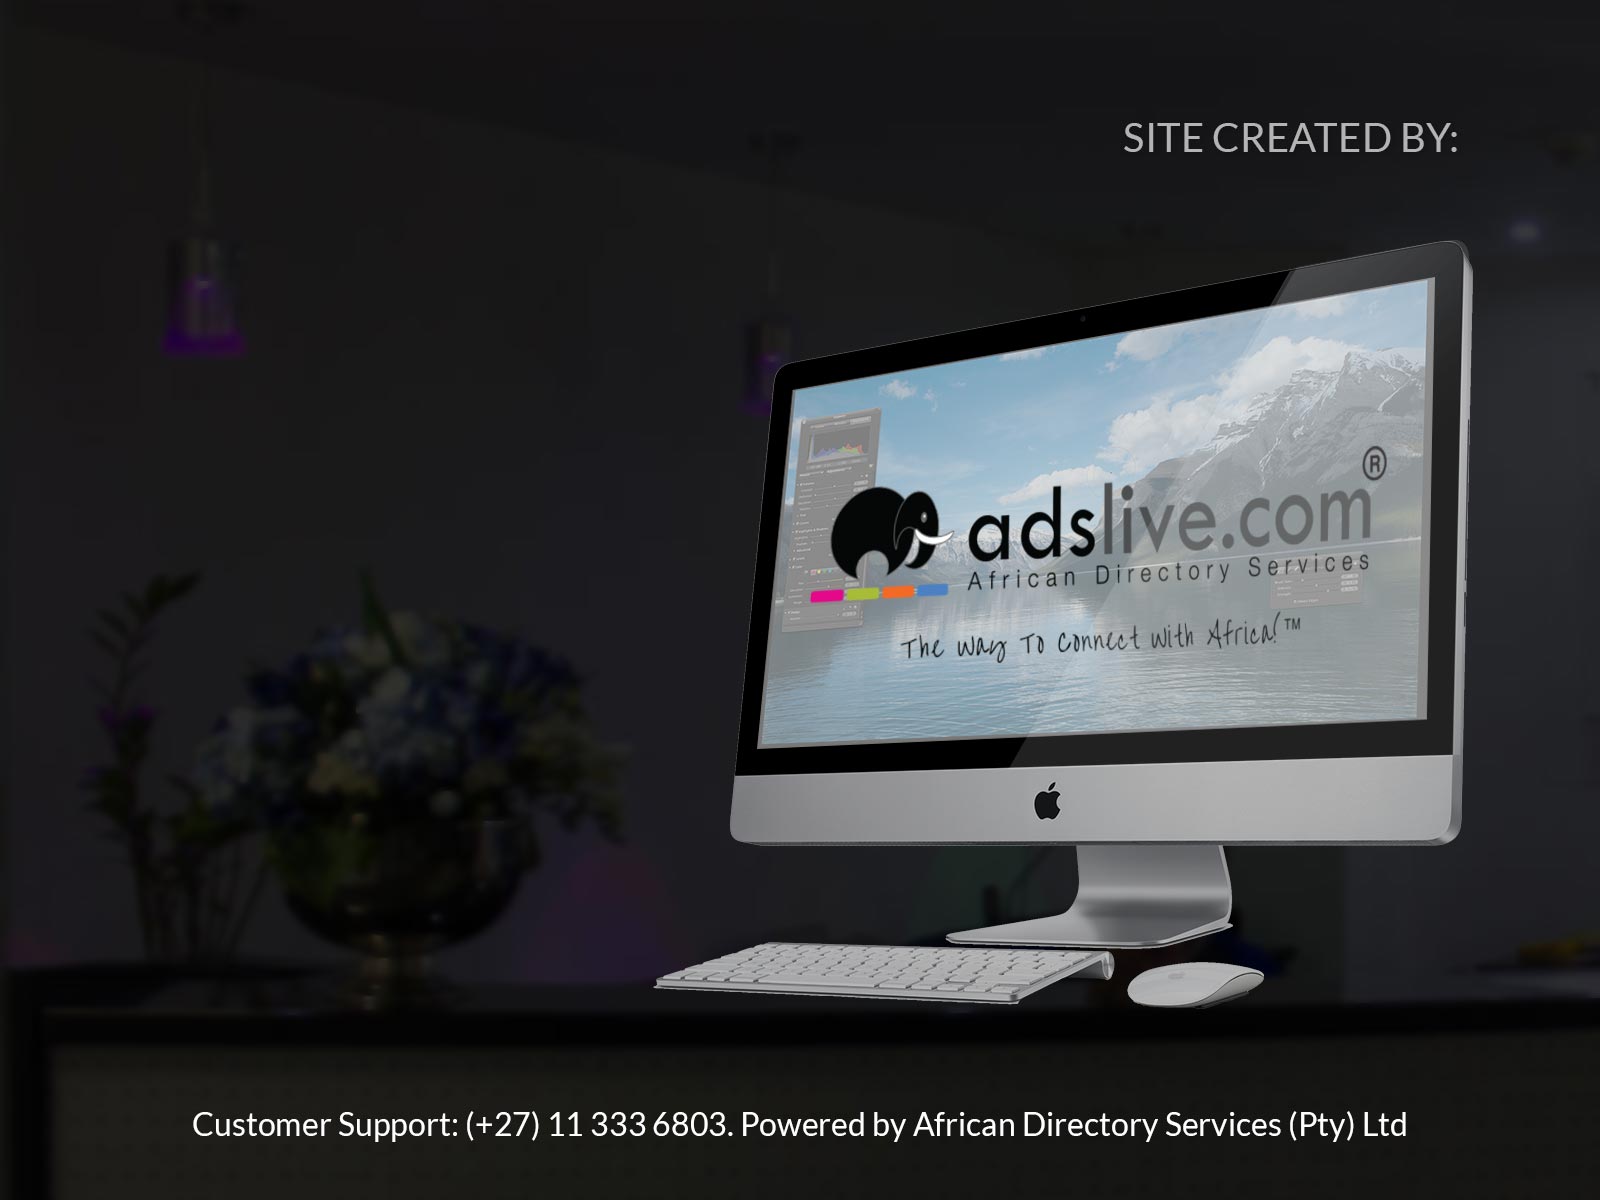 SITE CREATED BY:
®
adslive.com
African Directory Services
The Way To Connect With Africa!™
Customer Support: (+27) 11 333 6803. Powered by African Directory Services (Pty) Ltd